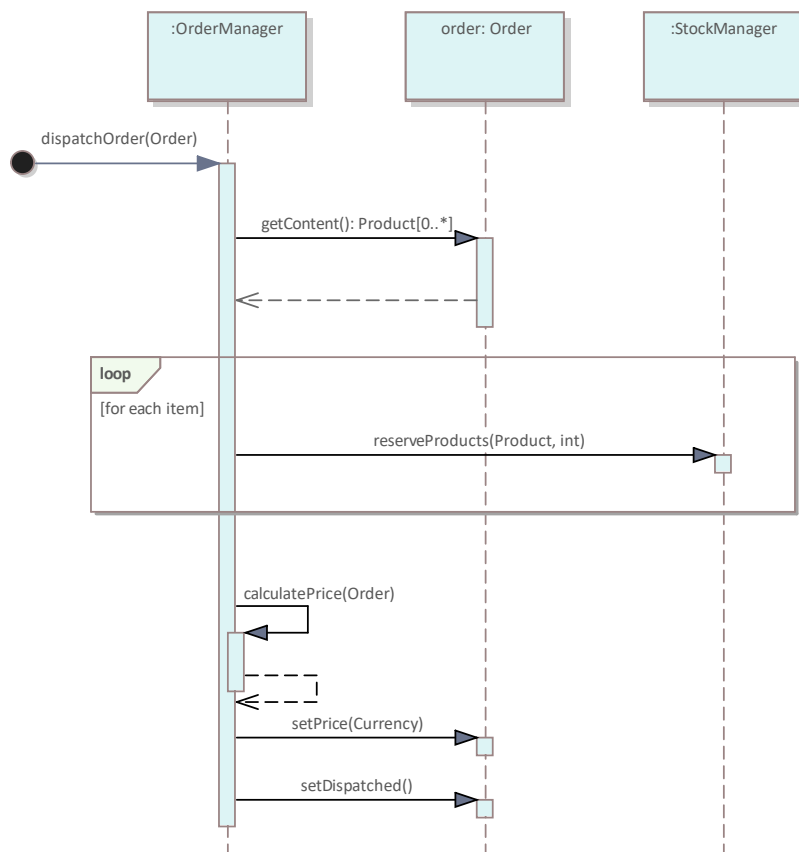 :OrderManager
order: Order
:StockManager
dispatchOrder(Order)
getContent(): Product[0..*]
loop
[for each item]
reserveProducts(Product, int)
calculatePrice(Order)
setPrice(Currency)
setDispatched()